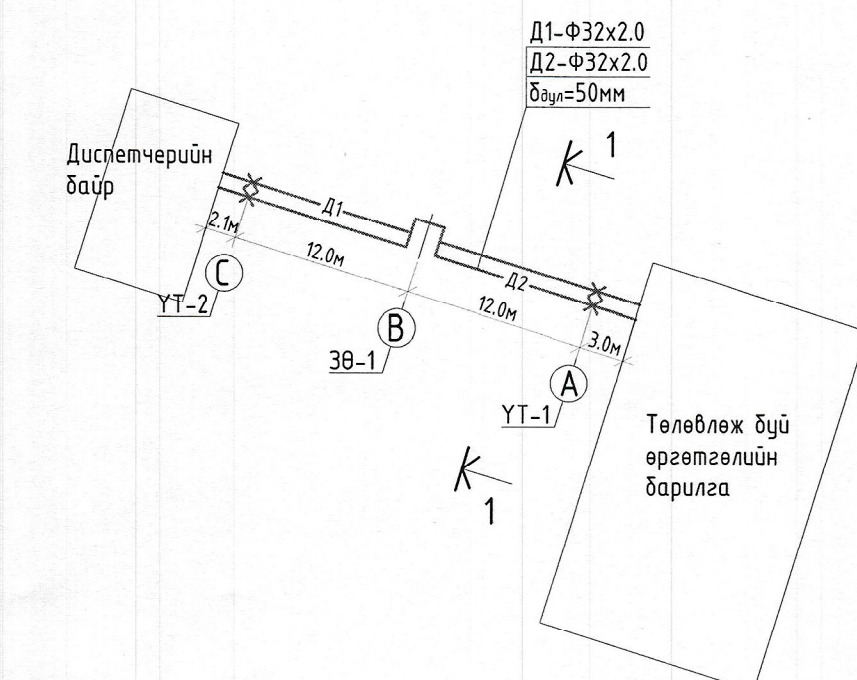 Д1-Ф32х2.0
Д2-Ф32х2.0
δдул=50мм
1
Диспетчерийн
байр
Д1
2.1м
12.0м
Д2
C
12.0м
YT-2
B
3.0м
3Ө-1
A
YT-1
Төлөвлөж буй
өргөтгөлийн
барилга
1